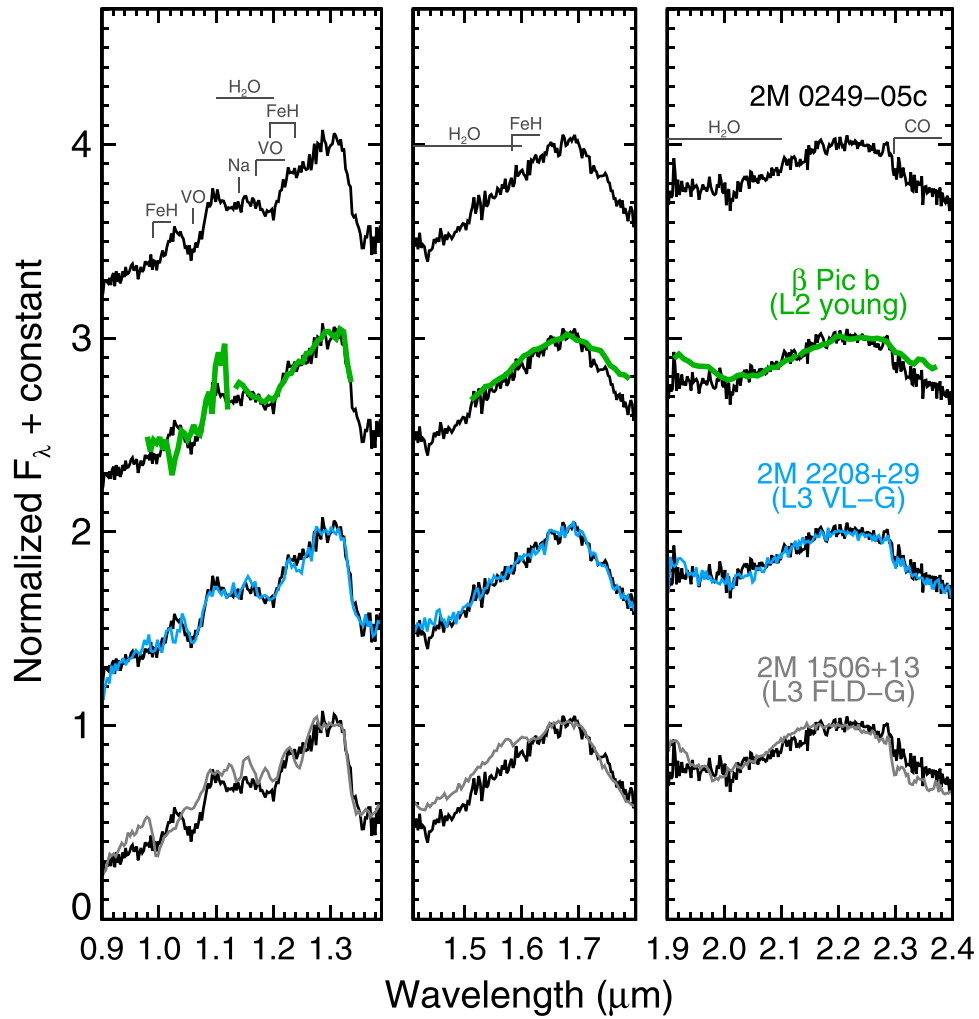 2M 0249−05c
H₂O
FeH
VO
Na
VO
FeH
H₂O
FeH
H₂O
CO
4
β Pic b
(L2 young)
3
2M 2208+29
(L3 VL−G)
2
2M 1506+13
(L3 FLD−G)
1
0
Normalized Fλ + constant
0.9 1.0 1.1 1.2 1.3
1.5 1.6 1.7
1.9 2.0 2.1 2.2 2.3 2.4
Wavelength (μm)